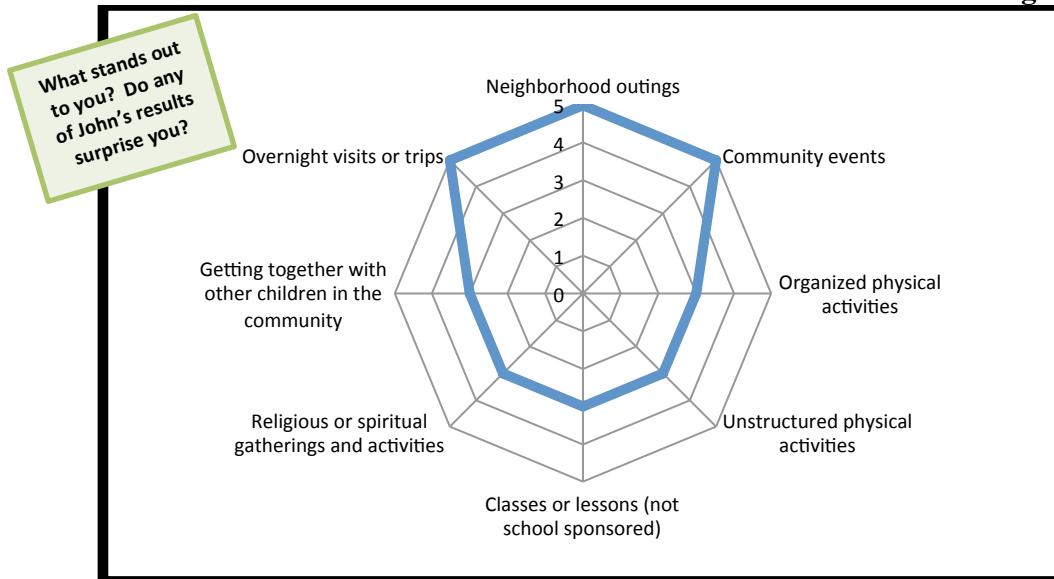 What stands out
to you? Do any
of John's results
surprise you?
Neighborhood outings
5
4
3
2
1
0
Community events
Organized physical
activities
Unstructured physical
activities
Classes or lessons (not
school sponsored)
Religious or spiritual
gatherings and activities
Getting together with
other children in the
community
Overnight visits or trips